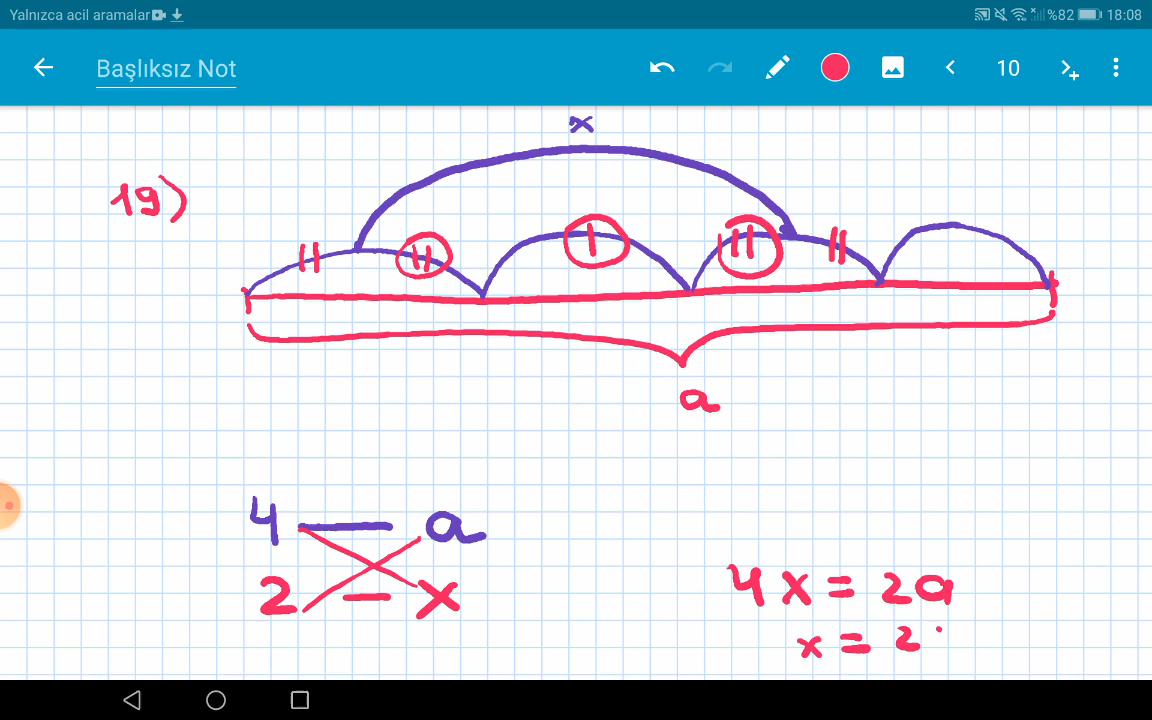 Yalnızca acil aramalar %82 18:08
Başlıksız Not 10
x
19)
a
4 — a
2 — x
4x = 2a
x = 2